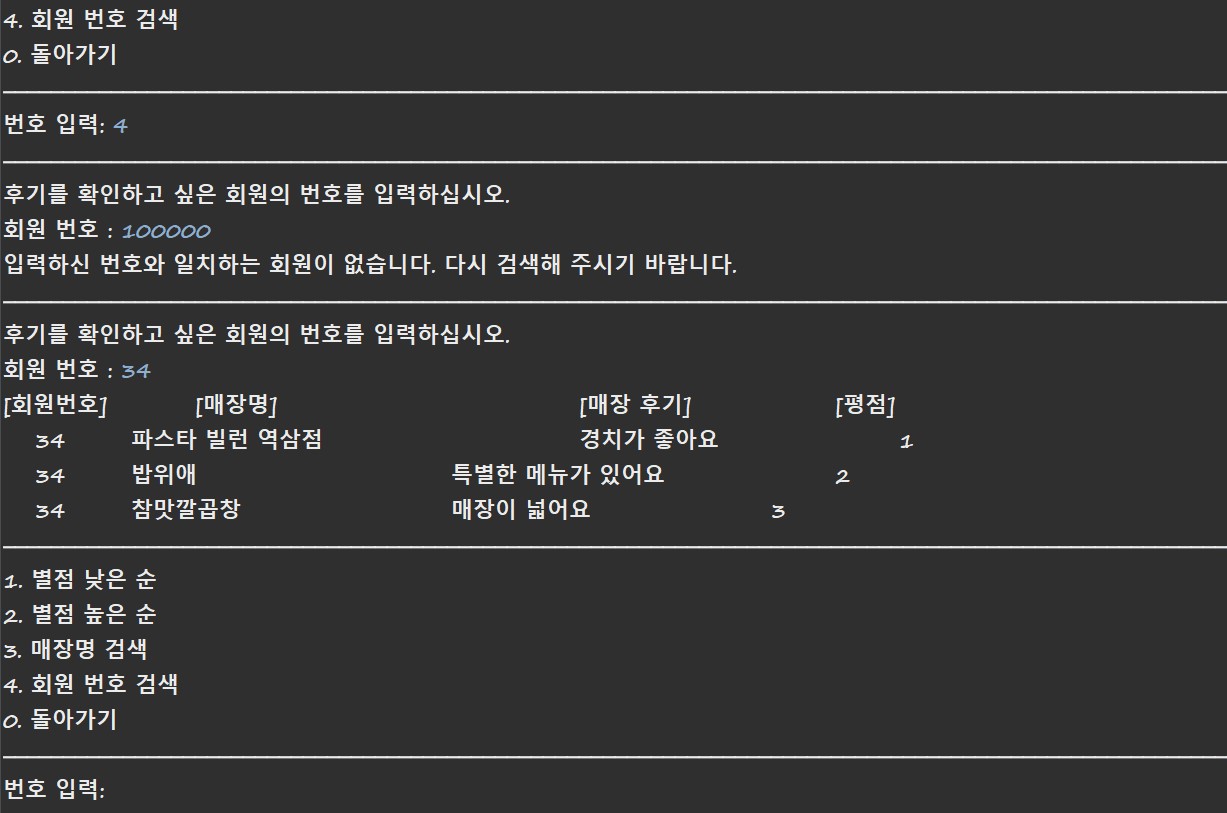 4. 회원 번호 검색
0. 돌아가기
번호 입력: 4
후기를 확인하고 싶은 회원의 번호를 입력하십시오.
회원 번호 : 100000
입력하신 번호와 일치하는 회원이 없습니다. 다시 검색해 주시기 바랍니다.
후기를 확인하고 싶은 회원의 번호를 입력하십시오.
회원 번호 : 34
[회원번호] [매장명] [매장 후기] [평점]
34 파스타 빌런 역삼점 경치가 좋아요 1
34 밥위애 특별한 메뉴가 있어요 2
34 참맛깔곱창 매장이 넓어요 3
1. 별점 낮은 순
2. 별점 높은 순
3. 매장명 검색
4. 회원 번호 검색
0. 돌아가기
번호 입력: